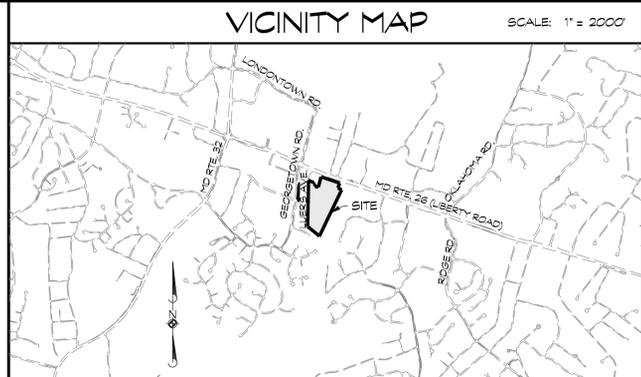 VICINITY MAP
SCALE: 1" = 2000'
LONDONTOWN RD.
MD RTE. 32
GEORGETOWN RD.
OKLAHOMA RD.
MD RTE. 26 (LIBERTY ROAD)
SITE
RIDGE RD.
N